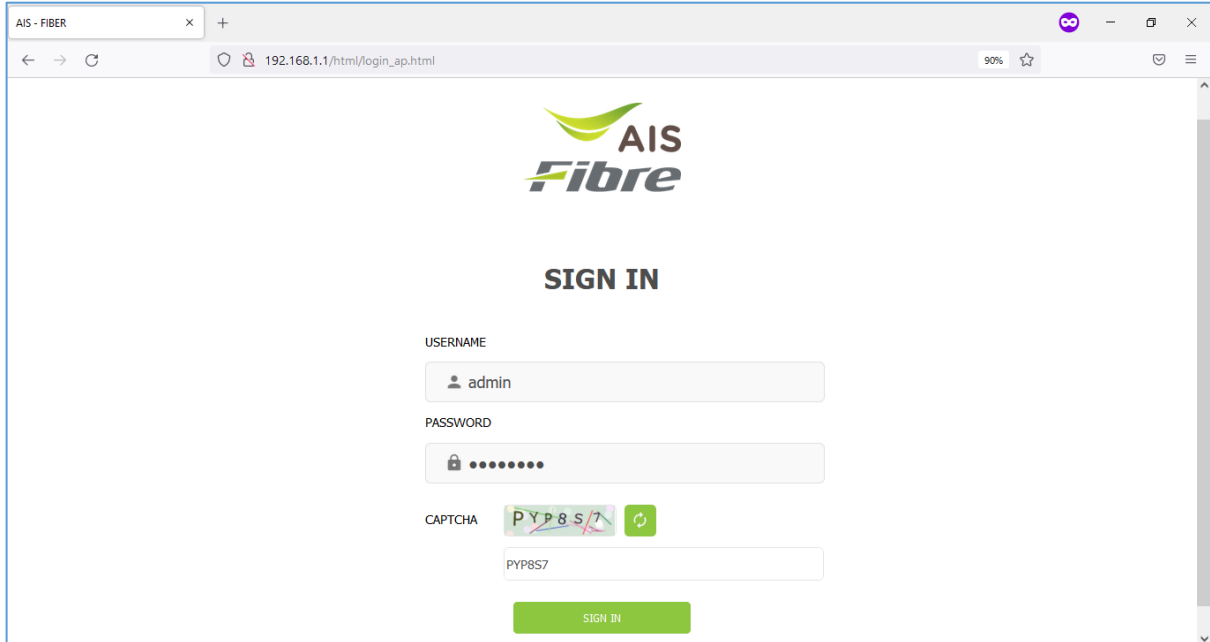 AIS - FIBER
192.168.1.1/html/login_ap.html
90%
AIS
Fibre
SIGN IN
USERNAME
admin
PASSWORD
CAPTCHA PYP8S7
PYP8S7
SIGN IN